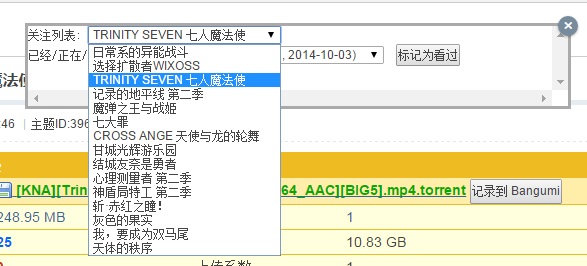 关注列表: TRINITY SEVEN 七人魔法使
已经/正在/
, 2014-10-03)
标记为看过
日常系的异能战斗
选择扩散者WIXOSS
TRINITY SEVEN 七人魔法使
记录的地平线 第二季
魔弹之王与战姬
七大罪
CROSS ANGE 天使与龙的轮舞
甘城光辉游乐园
结城友奈是勇者
心理测量者 第二季
神盾局特工 第二季
斩·赤红之瞳！
灰色的果实
我，要成为双马尾
天体的秩序
魔法使
:46 | 主题ID:396
[KNA][Trin
64_AAC][BIG5].mp4.torrent 记录到 Bangumi
248.95 MB
1
25
10.83 GB
上传系数
1